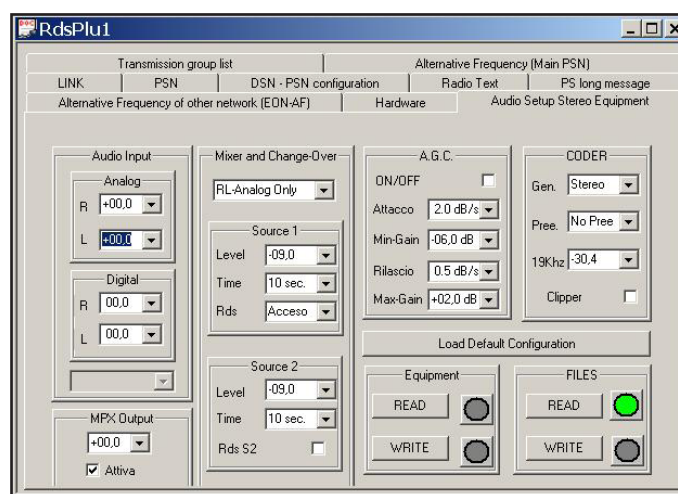 RdsPlu1
Transmission group list
Alternative Frequency (Main PSN)
LINK
PSN
DSN - PSN configuration
Radio Text
PS long message
Alternative Frequency of other network (EON-AF)
Hardware
Audio Setup Stereo Equipment
Audio Input
Analog
R +00,0
L +00,0
Digital
R 00,0
L 00,0
MPX Output
+00,0
Attiva
Mixer and Change-Over
RL-Analog Only
Source 1
Level -09,0
Time 10 sec.
Rds Acceso
Source 2
Level -09,0
Time 10 sec.
Rds S2
A.G.C.
ON/OFF
Attacco 2.0 dB/s
Min-Gain -06,0 dB
Rilascio 0.5 dB/s
Max-Gain +02,0 dB
CODER
Gen. Stereo
Pree. No Pree
19Khz -30,4
Clipper
Load Default Configuration
Equipment
READ
WRITE
FILES
READ
WRITE